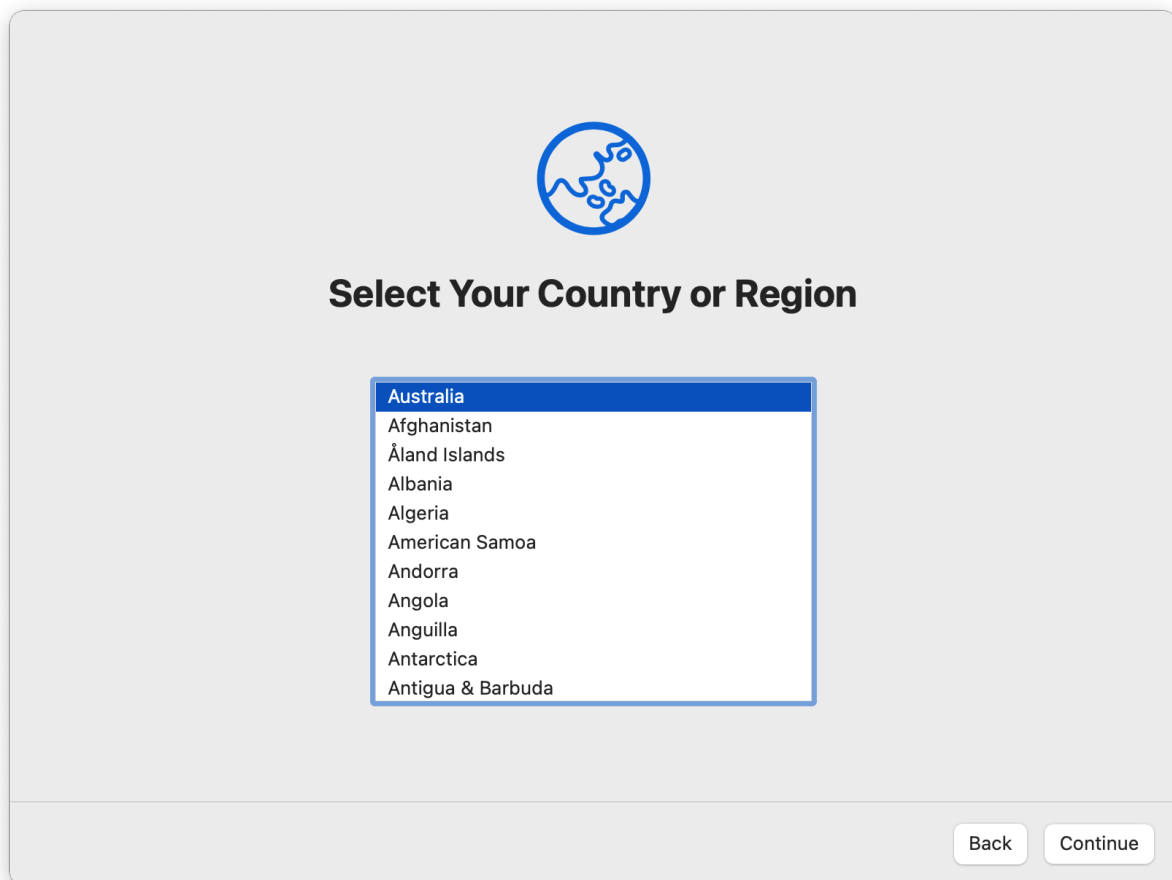 Select Your Country or Region
Australia
Afghanistan
Åland Islands
Albania
Algeria
American Samoa
Andorra
Angola
Anguilla
Antarctica
Antigua & Barbuda
Back
Continue